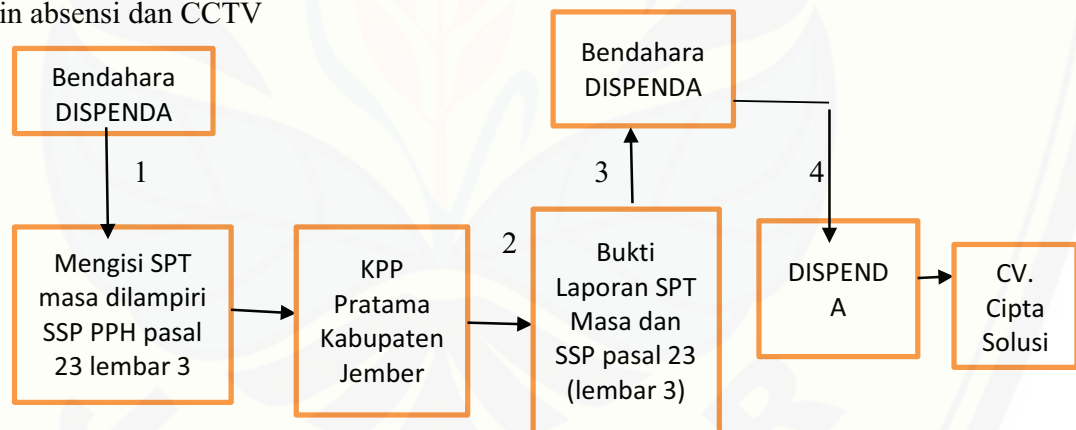 in absensi dan CCTV
Bendahara
DISPENDA
1
Mengisi SPT
masa dilampiri
SSP PPH pasal
23 lembar 3
KPP
Pratama
Kabupaten
Jember
2
Bukti
Laporan SPT
Masa dan
SSP pasal 23
(lembar 3)
3
Bendahara
DISPENDA
4
DISPEND
A
CV.
Cipta
Solusi